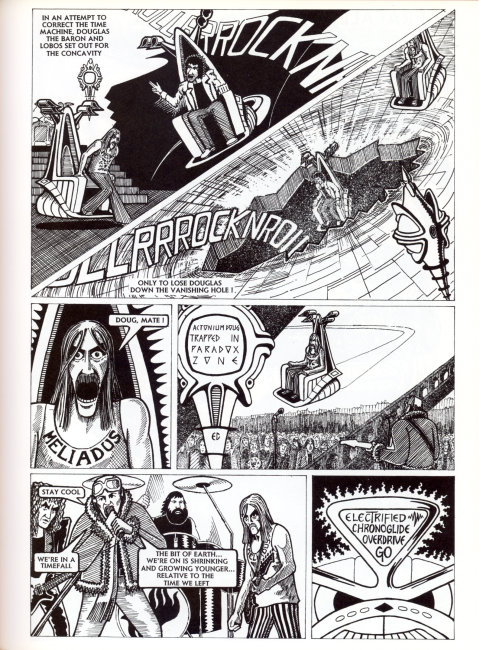 IN AN ATTEMPT TO
CORRECT THE TIME
MACHINE, DOUGLAS
THE BARON AND
LOBOS SET OUT FOR
THE CONCAVITY
RROCKN
OLLRRROCKNROLL
ONLY TO LOSE DOUGLAS
DOWN THE VANISHING HOLE !
DOUG, MATE !
MELIADUS
ACTONIUM DOUG
TRAPPED IN
PARADOX
ZONE
STAY COOL
WE'RE IN A
TIMEFALL
THE BIT OF EARTH...
WE'RE ON IS SHRINKING
AND GROWING YOUNGER...
RELATIVE TO THE
TIME WE LEFT
ELECTRIFIED
CHRONOGLIDE
OVERDRIVE
GO